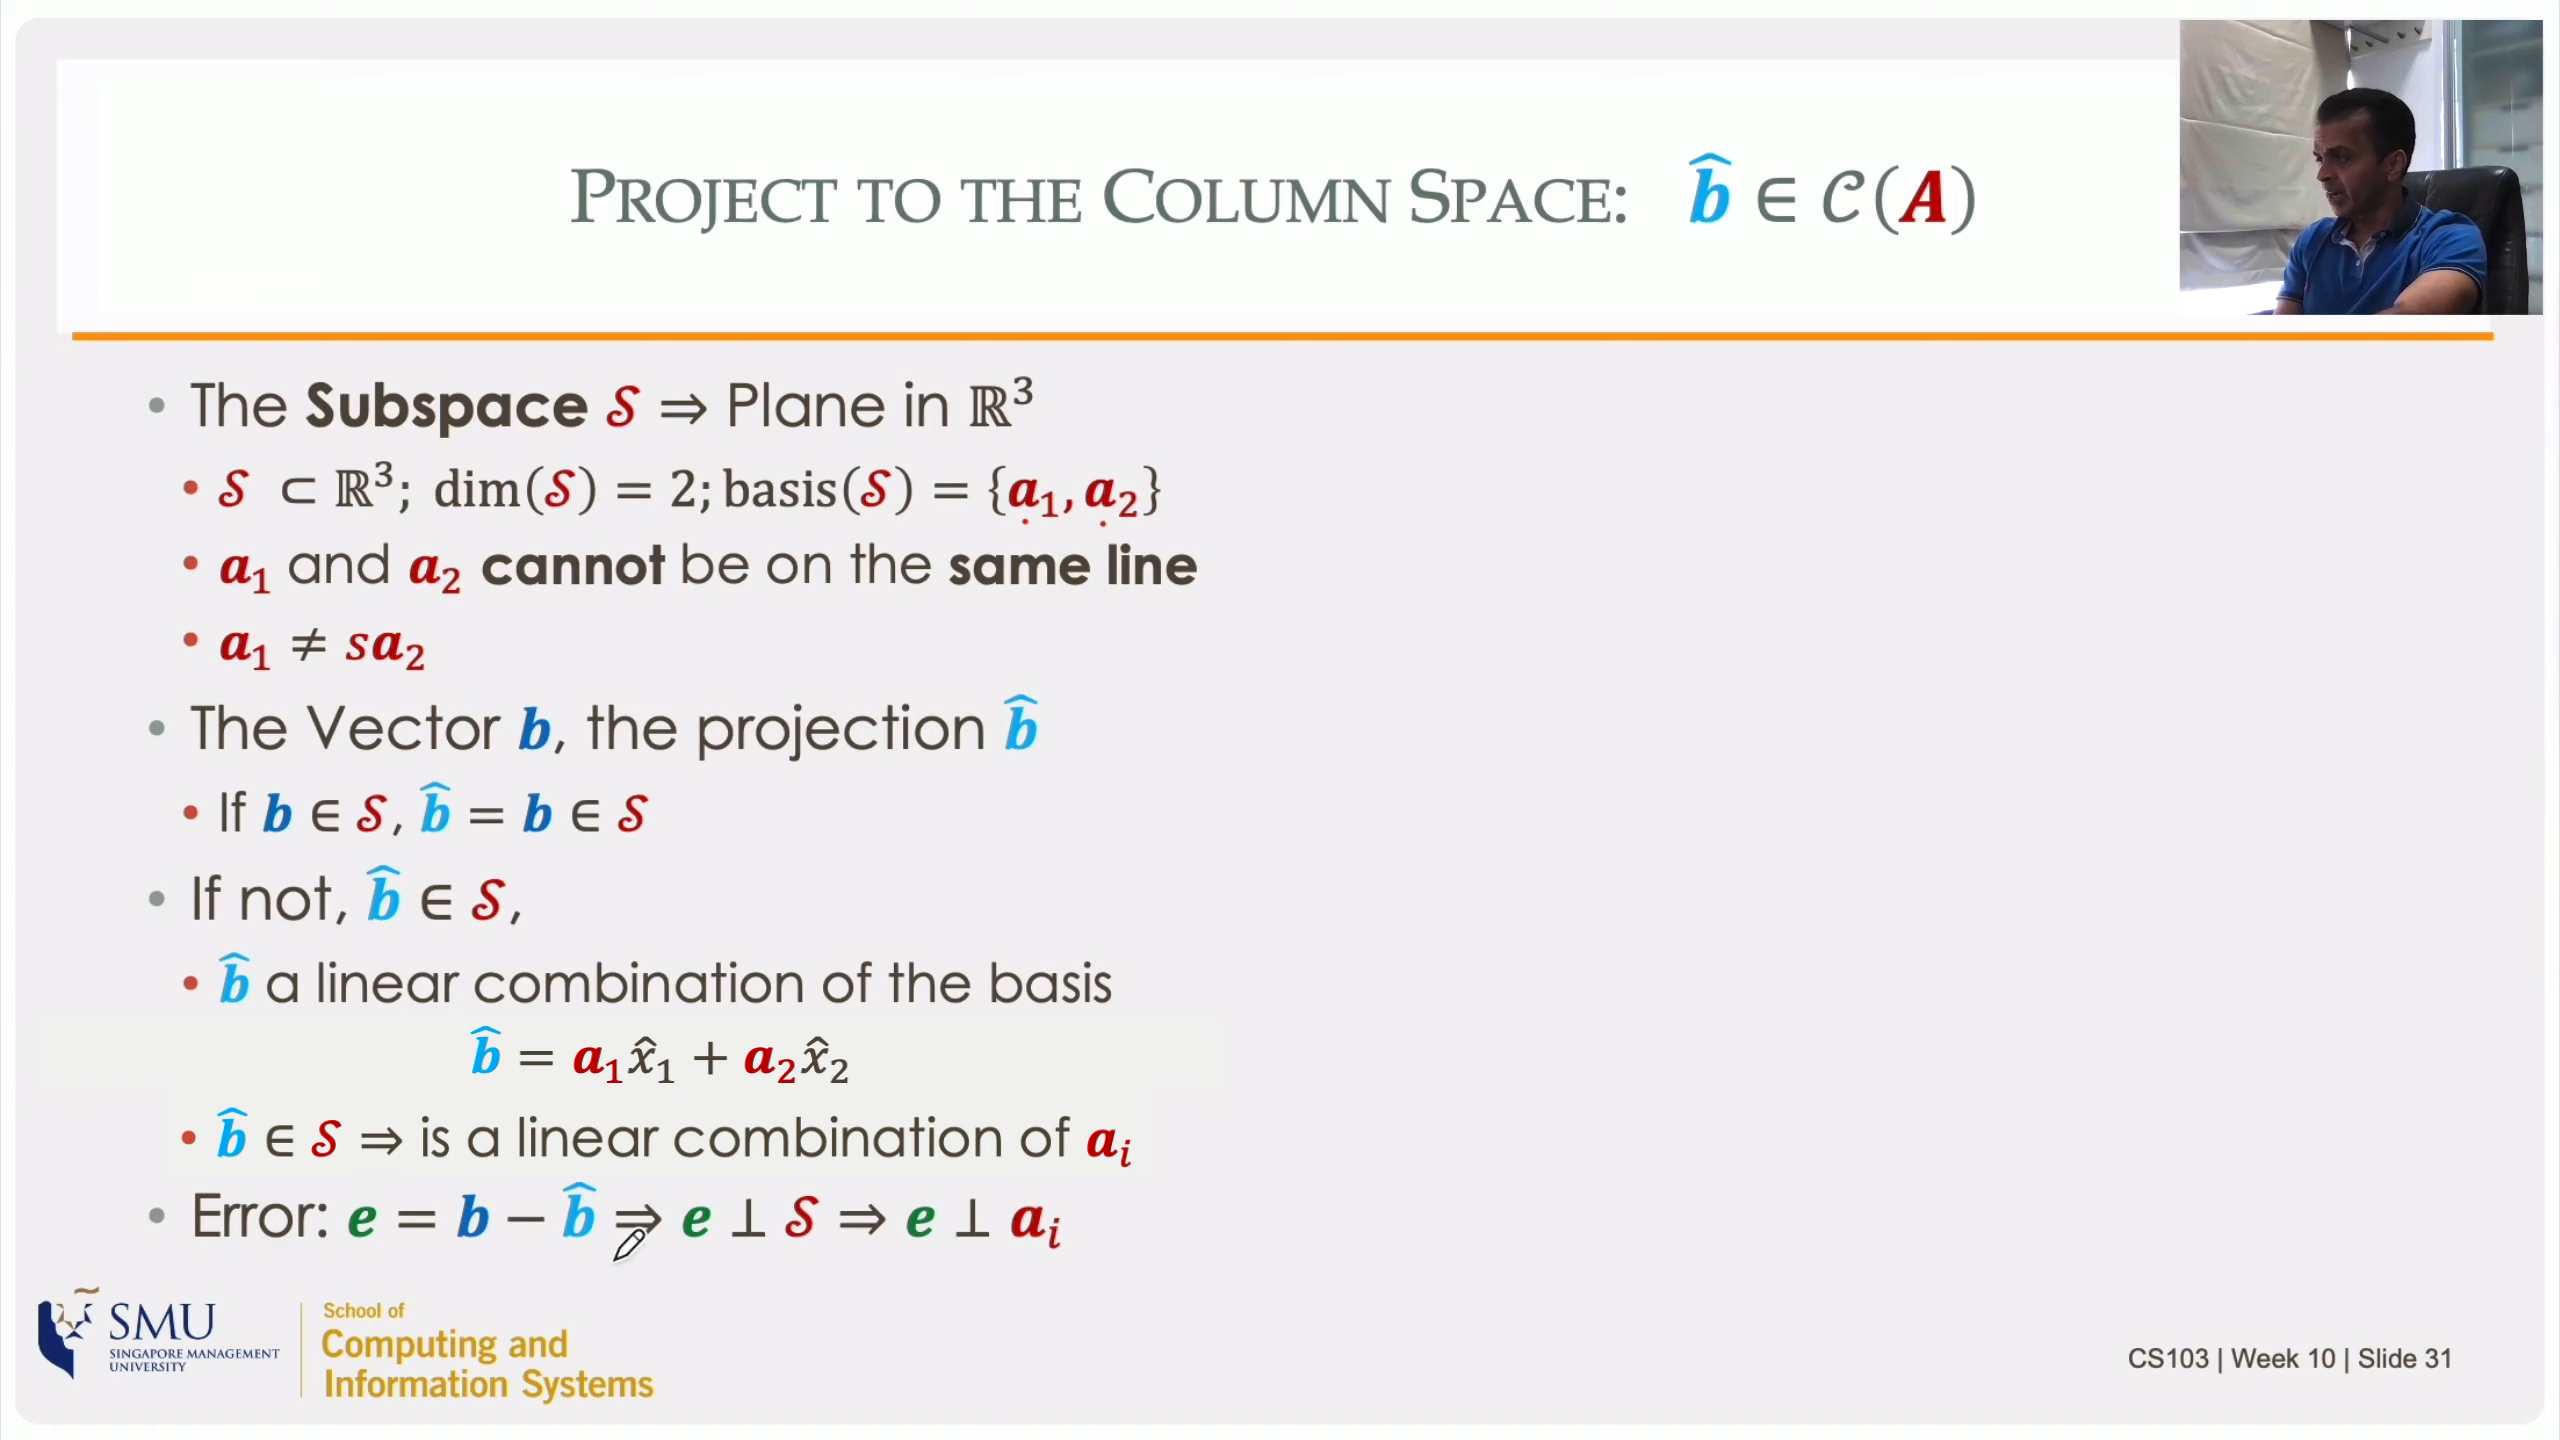 PROJECT TO THE COLUMN SPACE: b̂ ∈ 𝒞(A)
• The Subspace 𝒮 ⇒ Plane in ℝ³
• 𝒮 ⊂ ℝ³; dim(𝒮) = 2; basis(𝒮) = {a₁, a₂}
• a₁ and a₂ cannot be on the same line
• a₁ ≠ sa₂
• The Vector b, the projection b̂
• If b ∈ 𝒮, b̂ = b ∈ 𝒮
• If not, b̂ ∈ 𝒮,
• b̂ a linear combination of the basis
b̂ = a₁x̂₁ + a₂x̂₂
• b̂ ∈ 𝒮 ⇒ is a linear combination of aᵢ
• Error: e = b − b̂ ⇒ e ⊥ 𝒮 ⇒ e ⊥ aᵢ
SMU
SINGAPORE MANAGEMENT
UNIVERSITY
School of
Computing and
Information Systems
CS103 | Week 10 | Slide 31